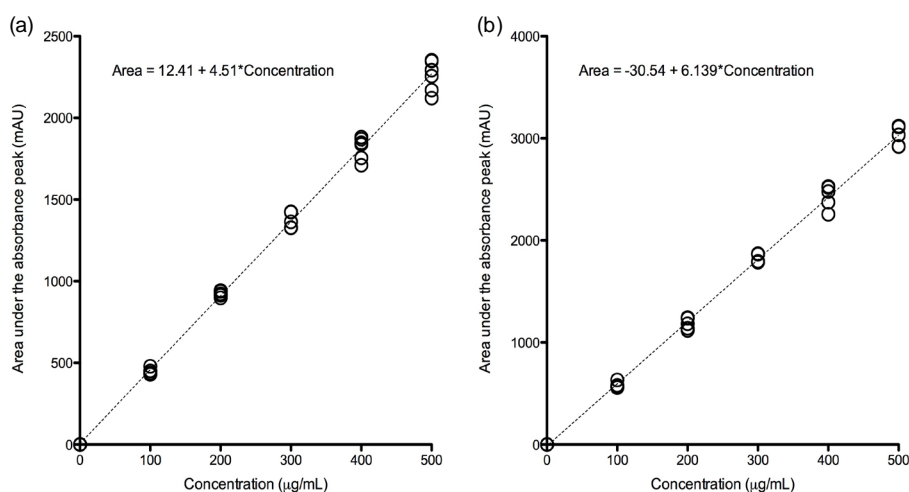 (a)
Area = 12.41 + 4.51*Concentration
Area under the absorbance peak (mAU)
2500
2000
1500
1000
500
0
0 100 200 300 400 500
Concentration (μg/mL)
(b)
Area = -30.54 + 6.139*Concentration
Area under the absorbance peak (mAU)
4000
3000
2000
1000
0
0 100 200 300 400 500
Concentration (μg/mL)